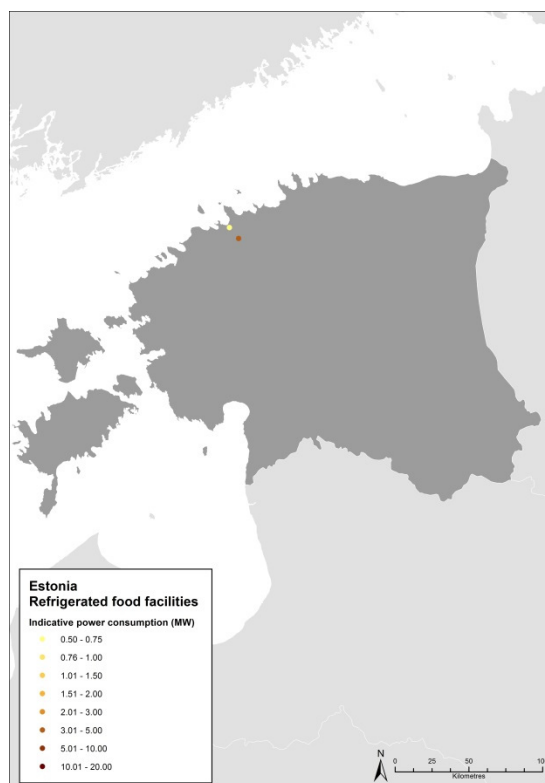 Estonia
Refrigerated food facilities
Indicative power consumption (MW)
0.50 - 0.75
0.76 - 1.00
1.01 - 1.50
1.51 - 2.00
2.01 - 3.00
3.01 - 5.00
5.01 - 10.00
10.01 - 20.00
N
0 25 50 75 10
Kilometres